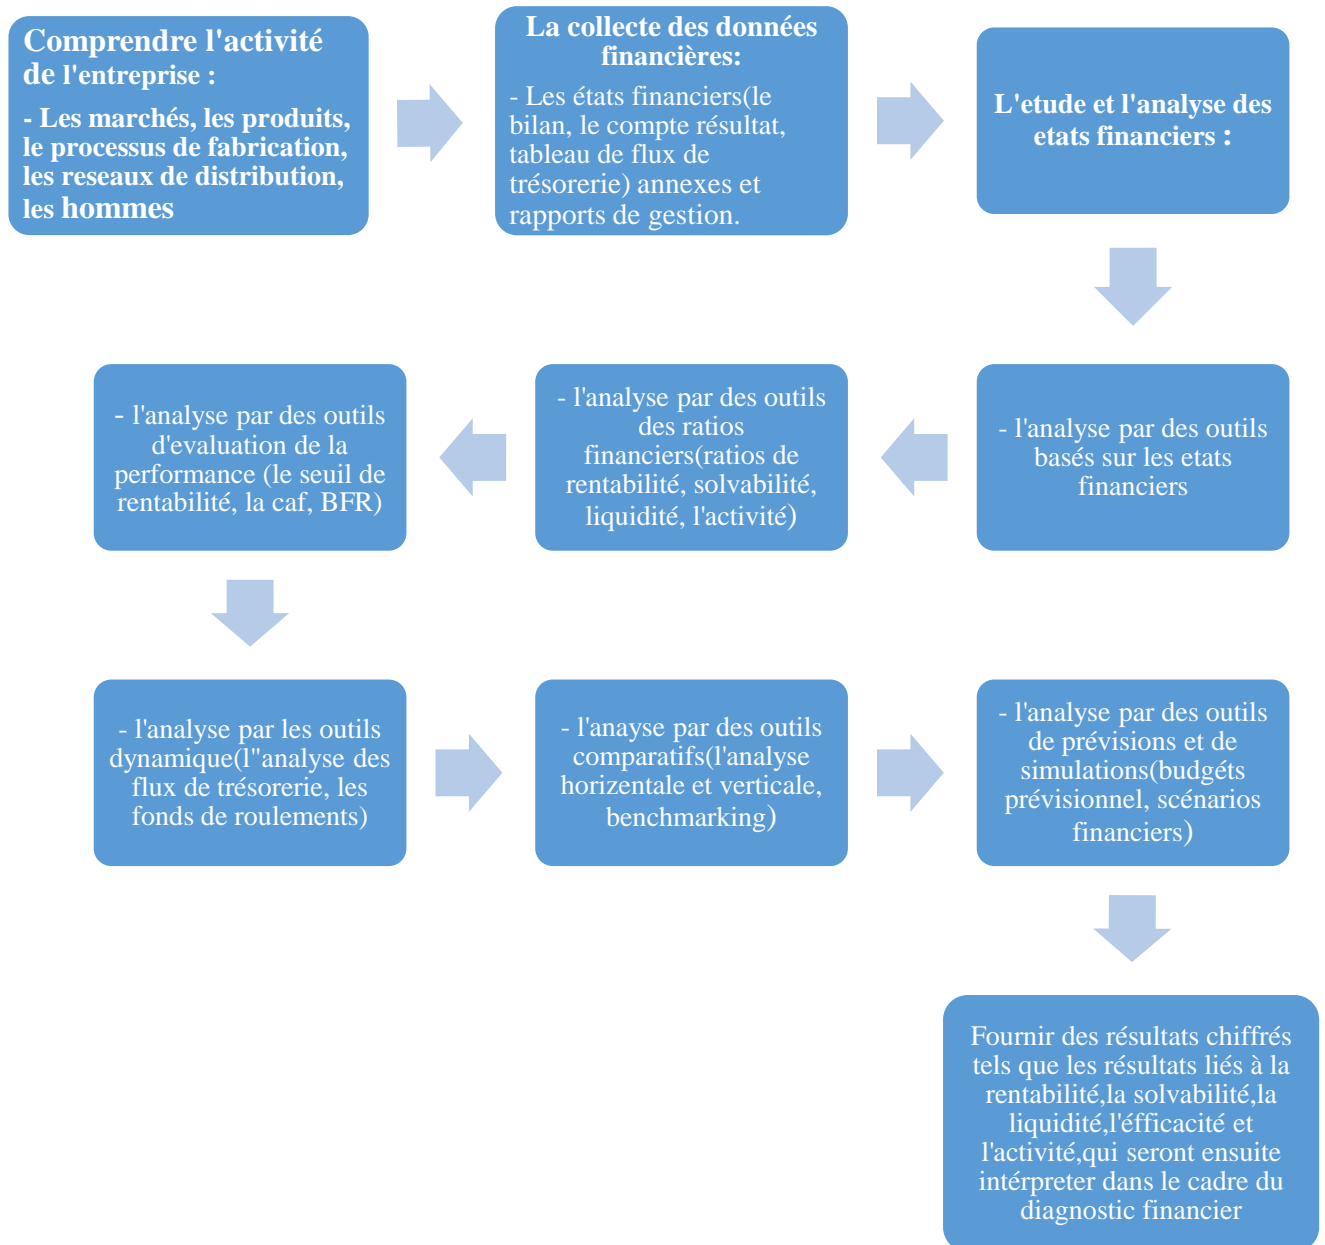 Comprendre l'activité
de l'entreprise :
- Les marchés, les produits,
le processus de fabrication,
les reseaux de distribution,
les hommes
La collecte des données
financières:
- Les états financiers(le
bilan, le compte résultat,
tableau de flux de
trésorerie) annexes et
rapports de gestion.
L'etude et l'analyse des
etats financiers :
- l'analyse par des outils
basés sur les etats
financiers
- l'analyse par des outils
des ratios
financiers(ratios de
rentabilité, solvabilité,
liquidité, l'activité)
- l'analyse par des outils
d'evaluation de la
performance (le seuil de
rentabilité, la caf, BFR)
- l'analyse par les outils
dynamique(l"analyse des
flux de trésorerie, les
fonds de roulements)
- l'anayse par des outils
comparatifs(l'analyse
horizontale et verticale,
benchmarking)
- l'analyse par des outils
de prévisions et de
simulations(budgéts
prévisionnel, scénarios
financiers)
Fournir des résultats chiffrés
tels que les résultats liés à la
rentabilité,la solvabilité,la
liquidité,l'éfficacité et
l'activité,qui seront ensuite
intérpreter dans le cadre du
diagnostic financier